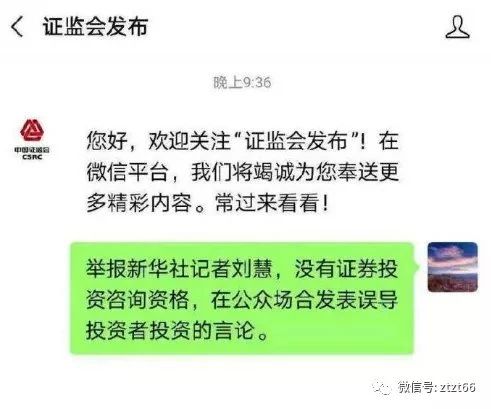 证监会发布
晚上9:36
中国证监会
CSRC
您好，欢迎关注“证监会发布”！在
微信平台，我们将竭诚为您奉送更
多精彩内容。常过来看看！
举报新华社记者刘慧，没有证券投
资咨询资格，在公众场合发表误导
投资者投资的言论。
微信号: ztzt66